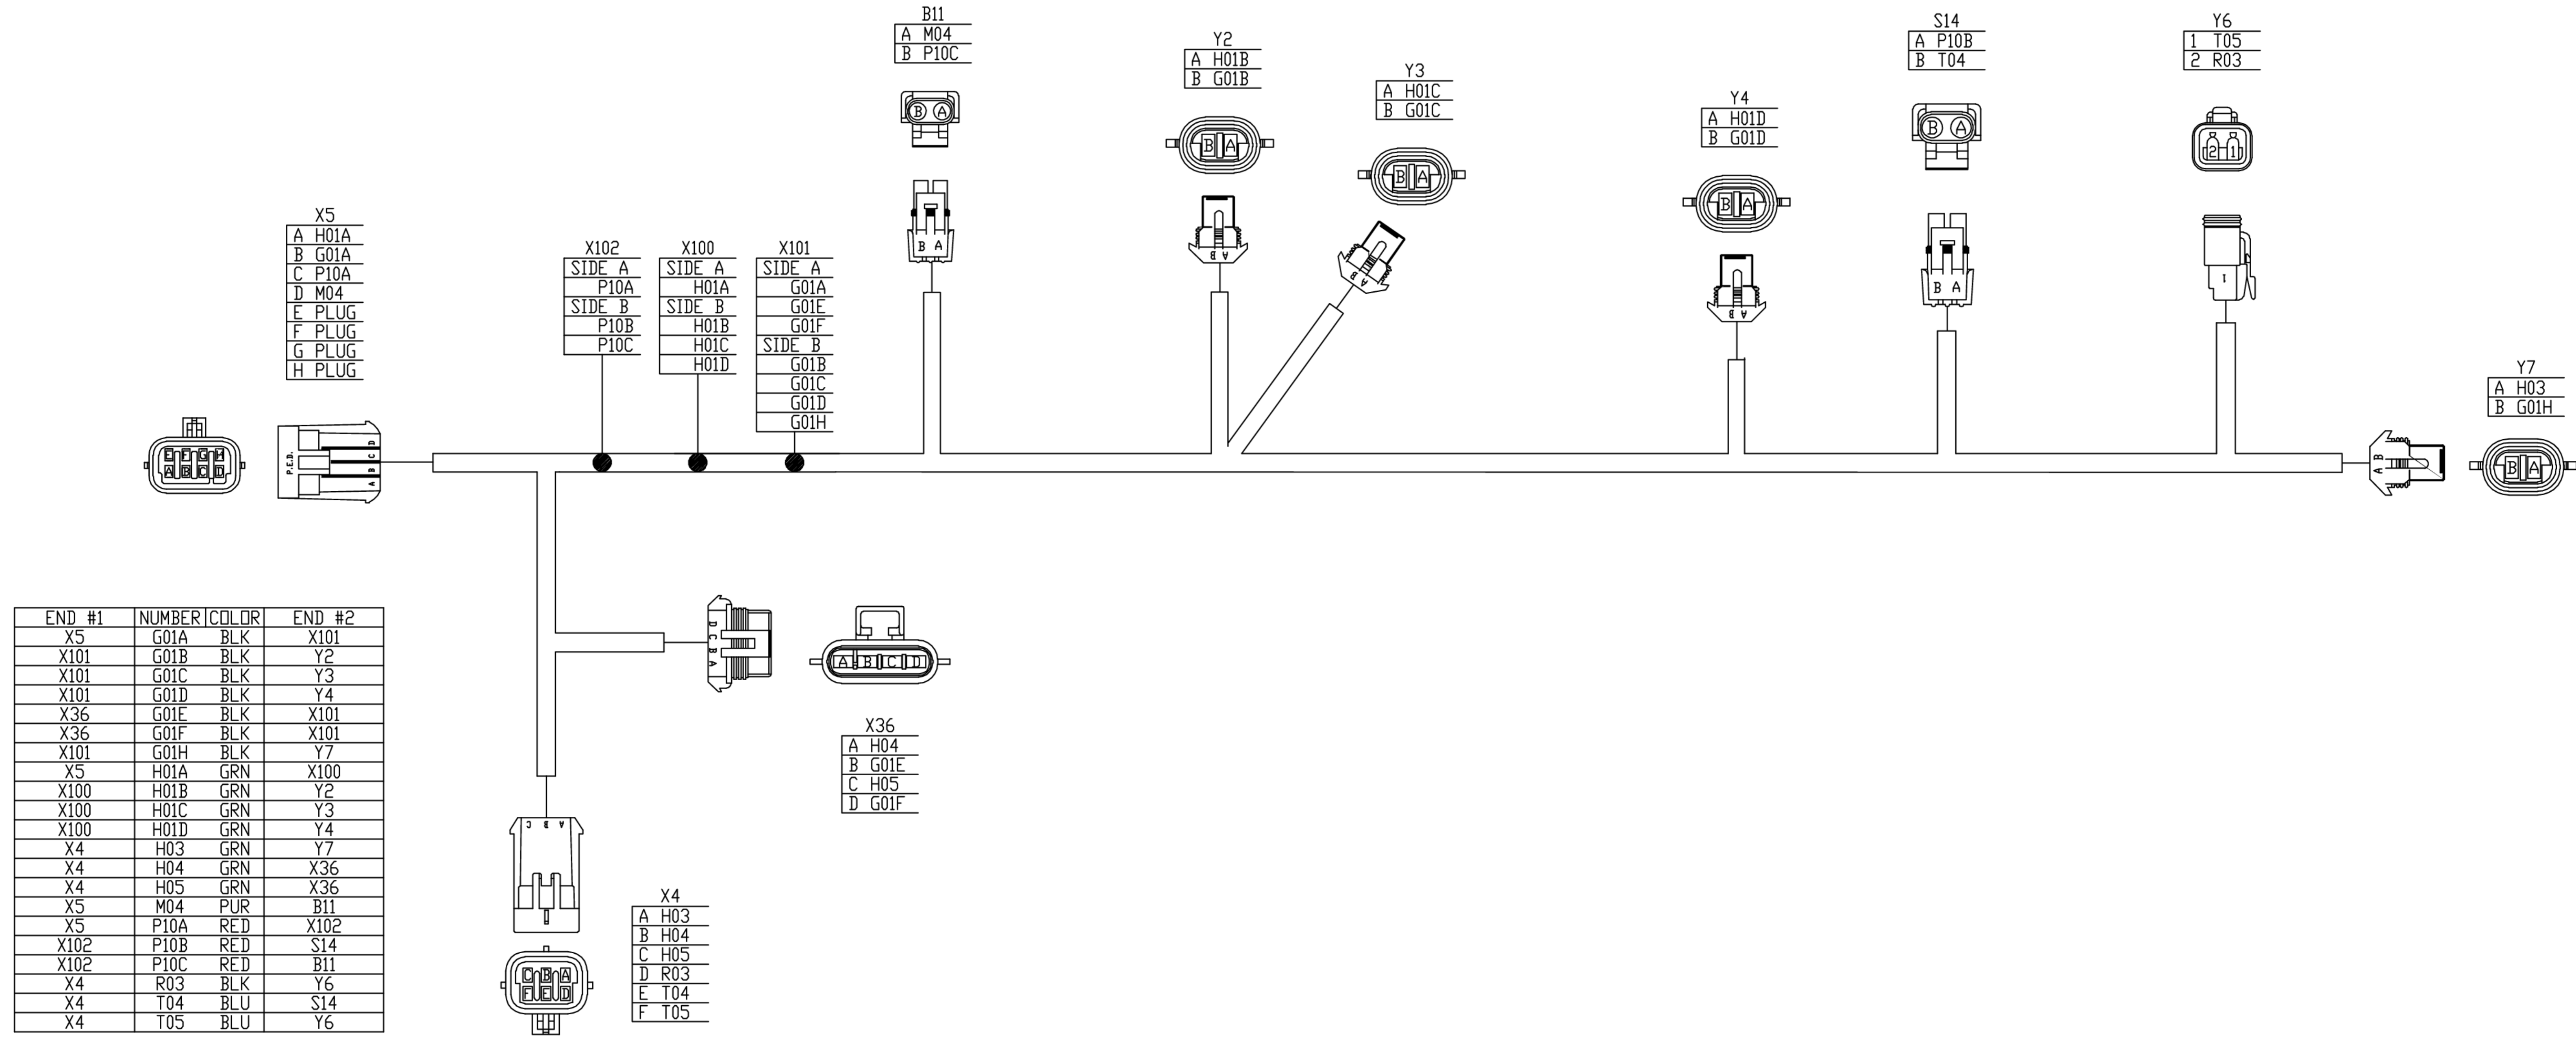 B11
A M04
B P10C
Y2
A H01B
B G01B
Y3
A H01C
B G01C
Y4
A H01D
B G01D
S14
A P10B
B T04
Y6
1 T05
2 R03
B A
B A
B A
B A
B A
2 1
X5
A H01A
B G01A
C P10A
D M04
E PLUG
F PLUG
G PLUG
H PLUG
X102
SIDE A
P10A
SIDE B
P10B
P10C
X100
SIDE A
H01A
SIDE B
H01B
H01C
H01D
X101
SIDE A
G01A
G01E
G01F
SIDE B
G01B
G01C
G01D
G01H
B A
A B
A B
A B
B A
1
Y7
A H03
B G01H
E F G H
A B C D
P.E.D.
A B C D
A B
B A
END #1 NUMBER COLOR END #2
X5 G01A BLK X101
X101 G01B BLK Y2
X101 G01C BLK Y3
X101 G01D BLK Y4
X36 G01E BLK X101
X36 G01F BLK X101
X101 G01H BLK Y7
X5 H01A GRN X100
X100 H01B GRN Y2
X100 H01C GRN Y3
X100 H01D GRN Y4
X4 H03 GRN Y7
X4 H04 GRN X36
X4 H05 GRN X36
X5 M04 PUR B11
X5 P10A RED X102
X102 P10B RED S14
X102 P10C RED B11
X4 R03 BLK Y6
X4 T04 BLU S14
X4 T05 BLU Y6
D C B A
A B C D
X36
A H04
B G01E
C H05
D G01F
C B A
C B A
F E D
X4
A H03
B H04
C H05
D R03
E T04
F T05